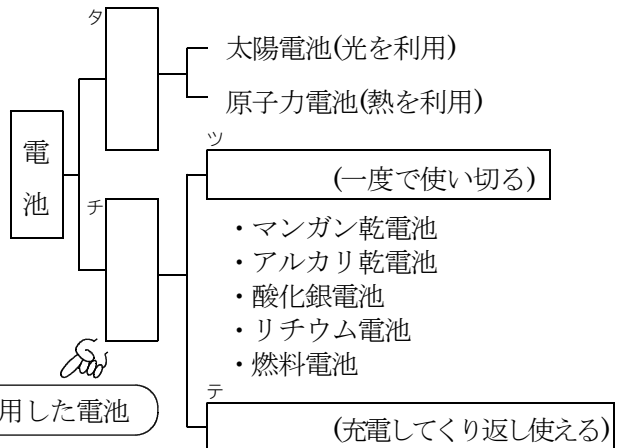 タ
太陽電池(光を利用)
原子力電池(熱を利用)
ツ
電池
(一度で使い切る)
チ
・マンガン乾電池
・アルカリ乾電池
・酸化銀電池
・リチウム電池
・燃料電池
テ
用した電池
(充電してくり返し使える)